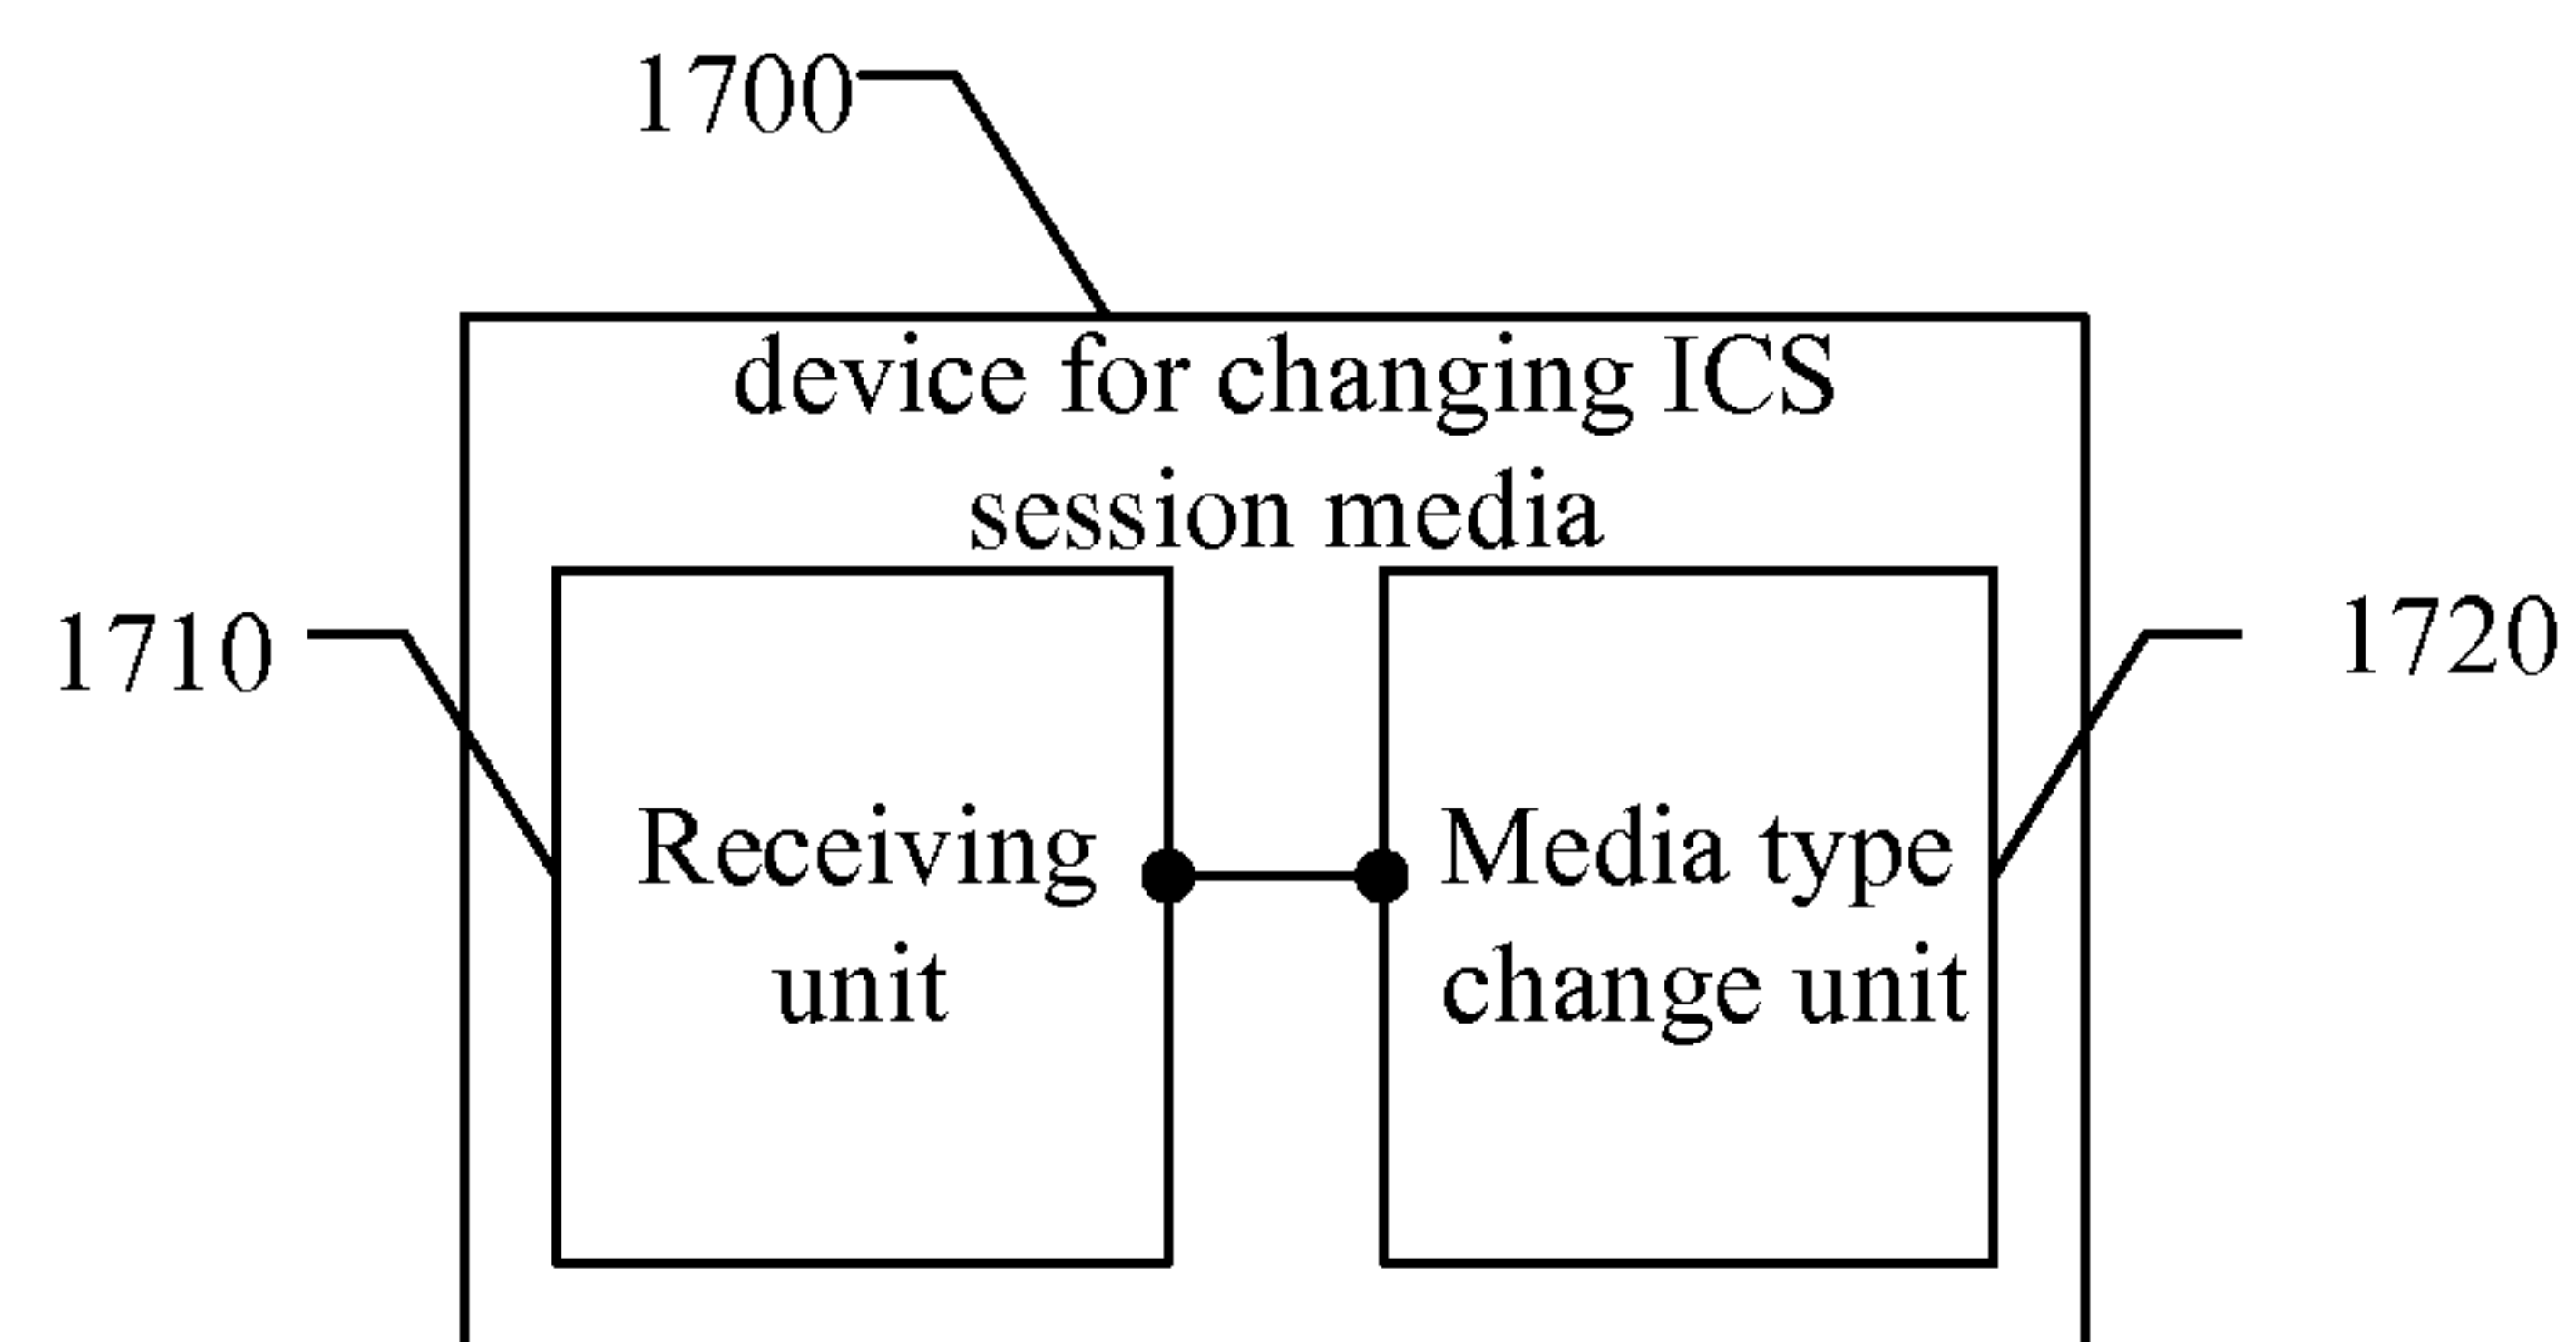 1700
device for changing ICS
session media
1710
1720
Receiving
unit
Media type
change unit